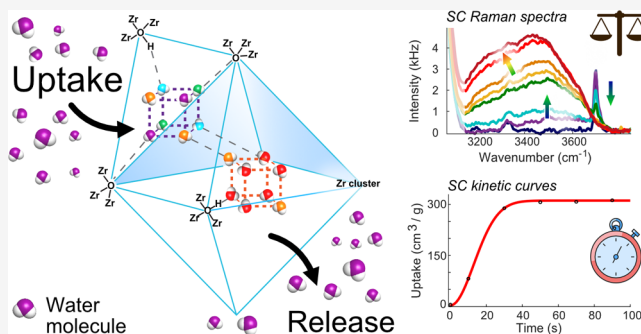 Uptake
Zr Zr
Zr O
H
Zr Zr
Zr
O
Zr
Zr O
Zr
H Zr
O Zr
Zr
Zr cluster
Water
molecule
Release
SC Raman spectra
Intensity (kHz)
4
3
2
1
0
3200 3400 3600
Wavenumber (cm-1)
SC kinetic curves
Uptake (cm3 / g)
300
200
100
0
0 20 40 60 80 100
Time (s)